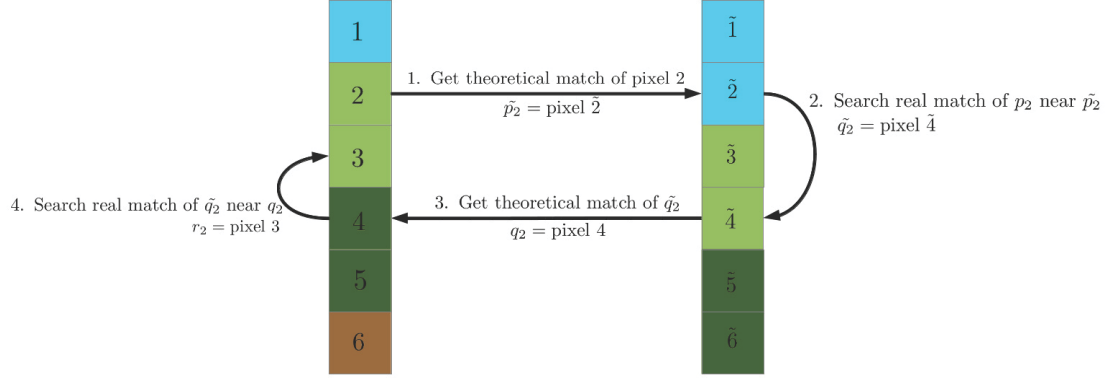 1
1̃
2
1. Get theoretical match of pixel 2
p̃₂ = pixel 2̃
2̃
2. Search real match of p₂ near p̃₂
q̃₂ = pixel 4̃
3
3̃
4. Search real match of q̃₂ near q₂
r₂ = pixel 3
4
3. Get theoretical match of q̃₂
q₂ = pixel 4
4̃
5
5̃
6
6̃